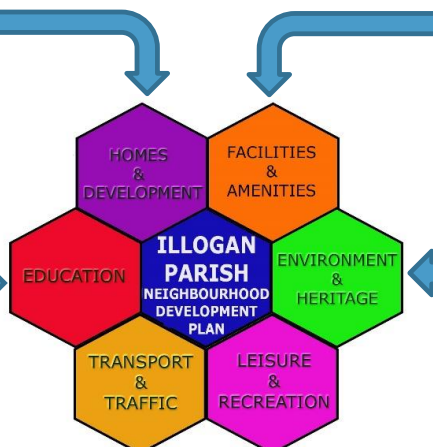 HOMES
&
DEVELOPMENT
FACILITIES
&
AMENITIES
EDUCATION
ILLOGAN
PARISH
NEIGHBOURHOOD
DEVELOPMENT
PLAN
ENVIRONMENT
&
HERITAGE
TRANSPORT
&
TRAFFIC
LEISURE
&
RECREATION